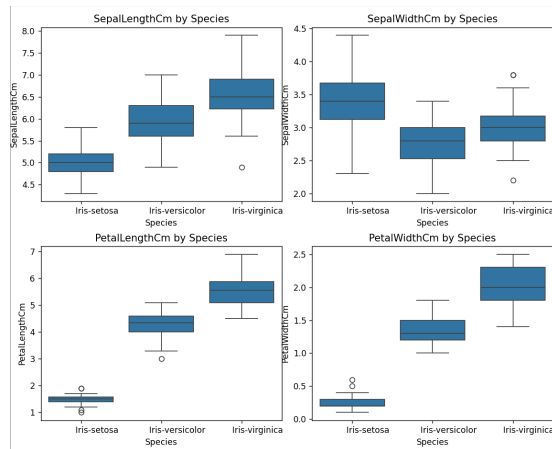 SepalLengthCm by Species
SepalLengthCm
8.0
7.5
7.0
6.5
6.0
5.5
5.0
4.5
Iris-setosa Iris-versicolor Iris-virginica
Species
SepalWidthCm by Species
SepalWidthCm
4.5
4.0
3.5
3.0
2.5
2.0
Iris-setosa Iris-versicolor Iris-virginica
Species
PetalLengthCm by Species
PetalLengthCm
7
6
5
4
3
2
1
Iris-setosa Iris-versicolor Iris-virginica
Species
PetalWidthCm by Species
PetalWidthCm
2.5
2.0
1.5
1.0
0.5
0.0
Iris-setosa Iris-versicolor Iris-virginica
Species